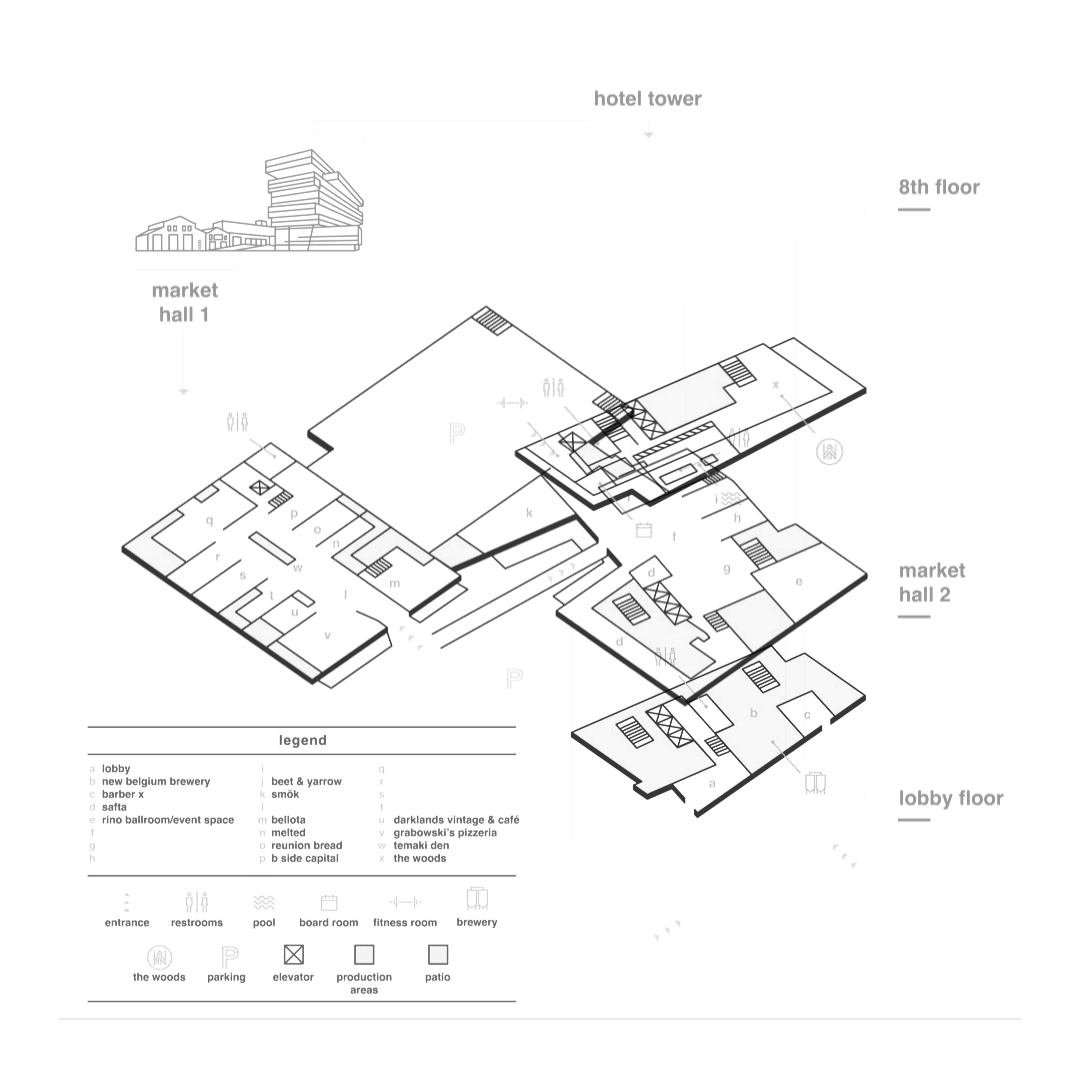 hotel tower
8th floor
market
hall 1
P
x
q
p
o
n
r
s
w
t
u
l
m
v
k
i
j
h
f
g
e
d
d
market
hall 2
P
b
c
a
lobby floor
legend
a lobby
b new belgium brewery
c barber x
d safta
e rino ballroom/event space
f
g
h
i
j beet & yarrow
k smök
l
m bellota
n melted
o reunion bread
p b side capital
q
r
s
t
u darklands vintage & café
v grabowski's pizzeria
w temaki den
x the woods
entrance restrooms pool board room fitness room brewery
P
the woods parking elevator production areas patio